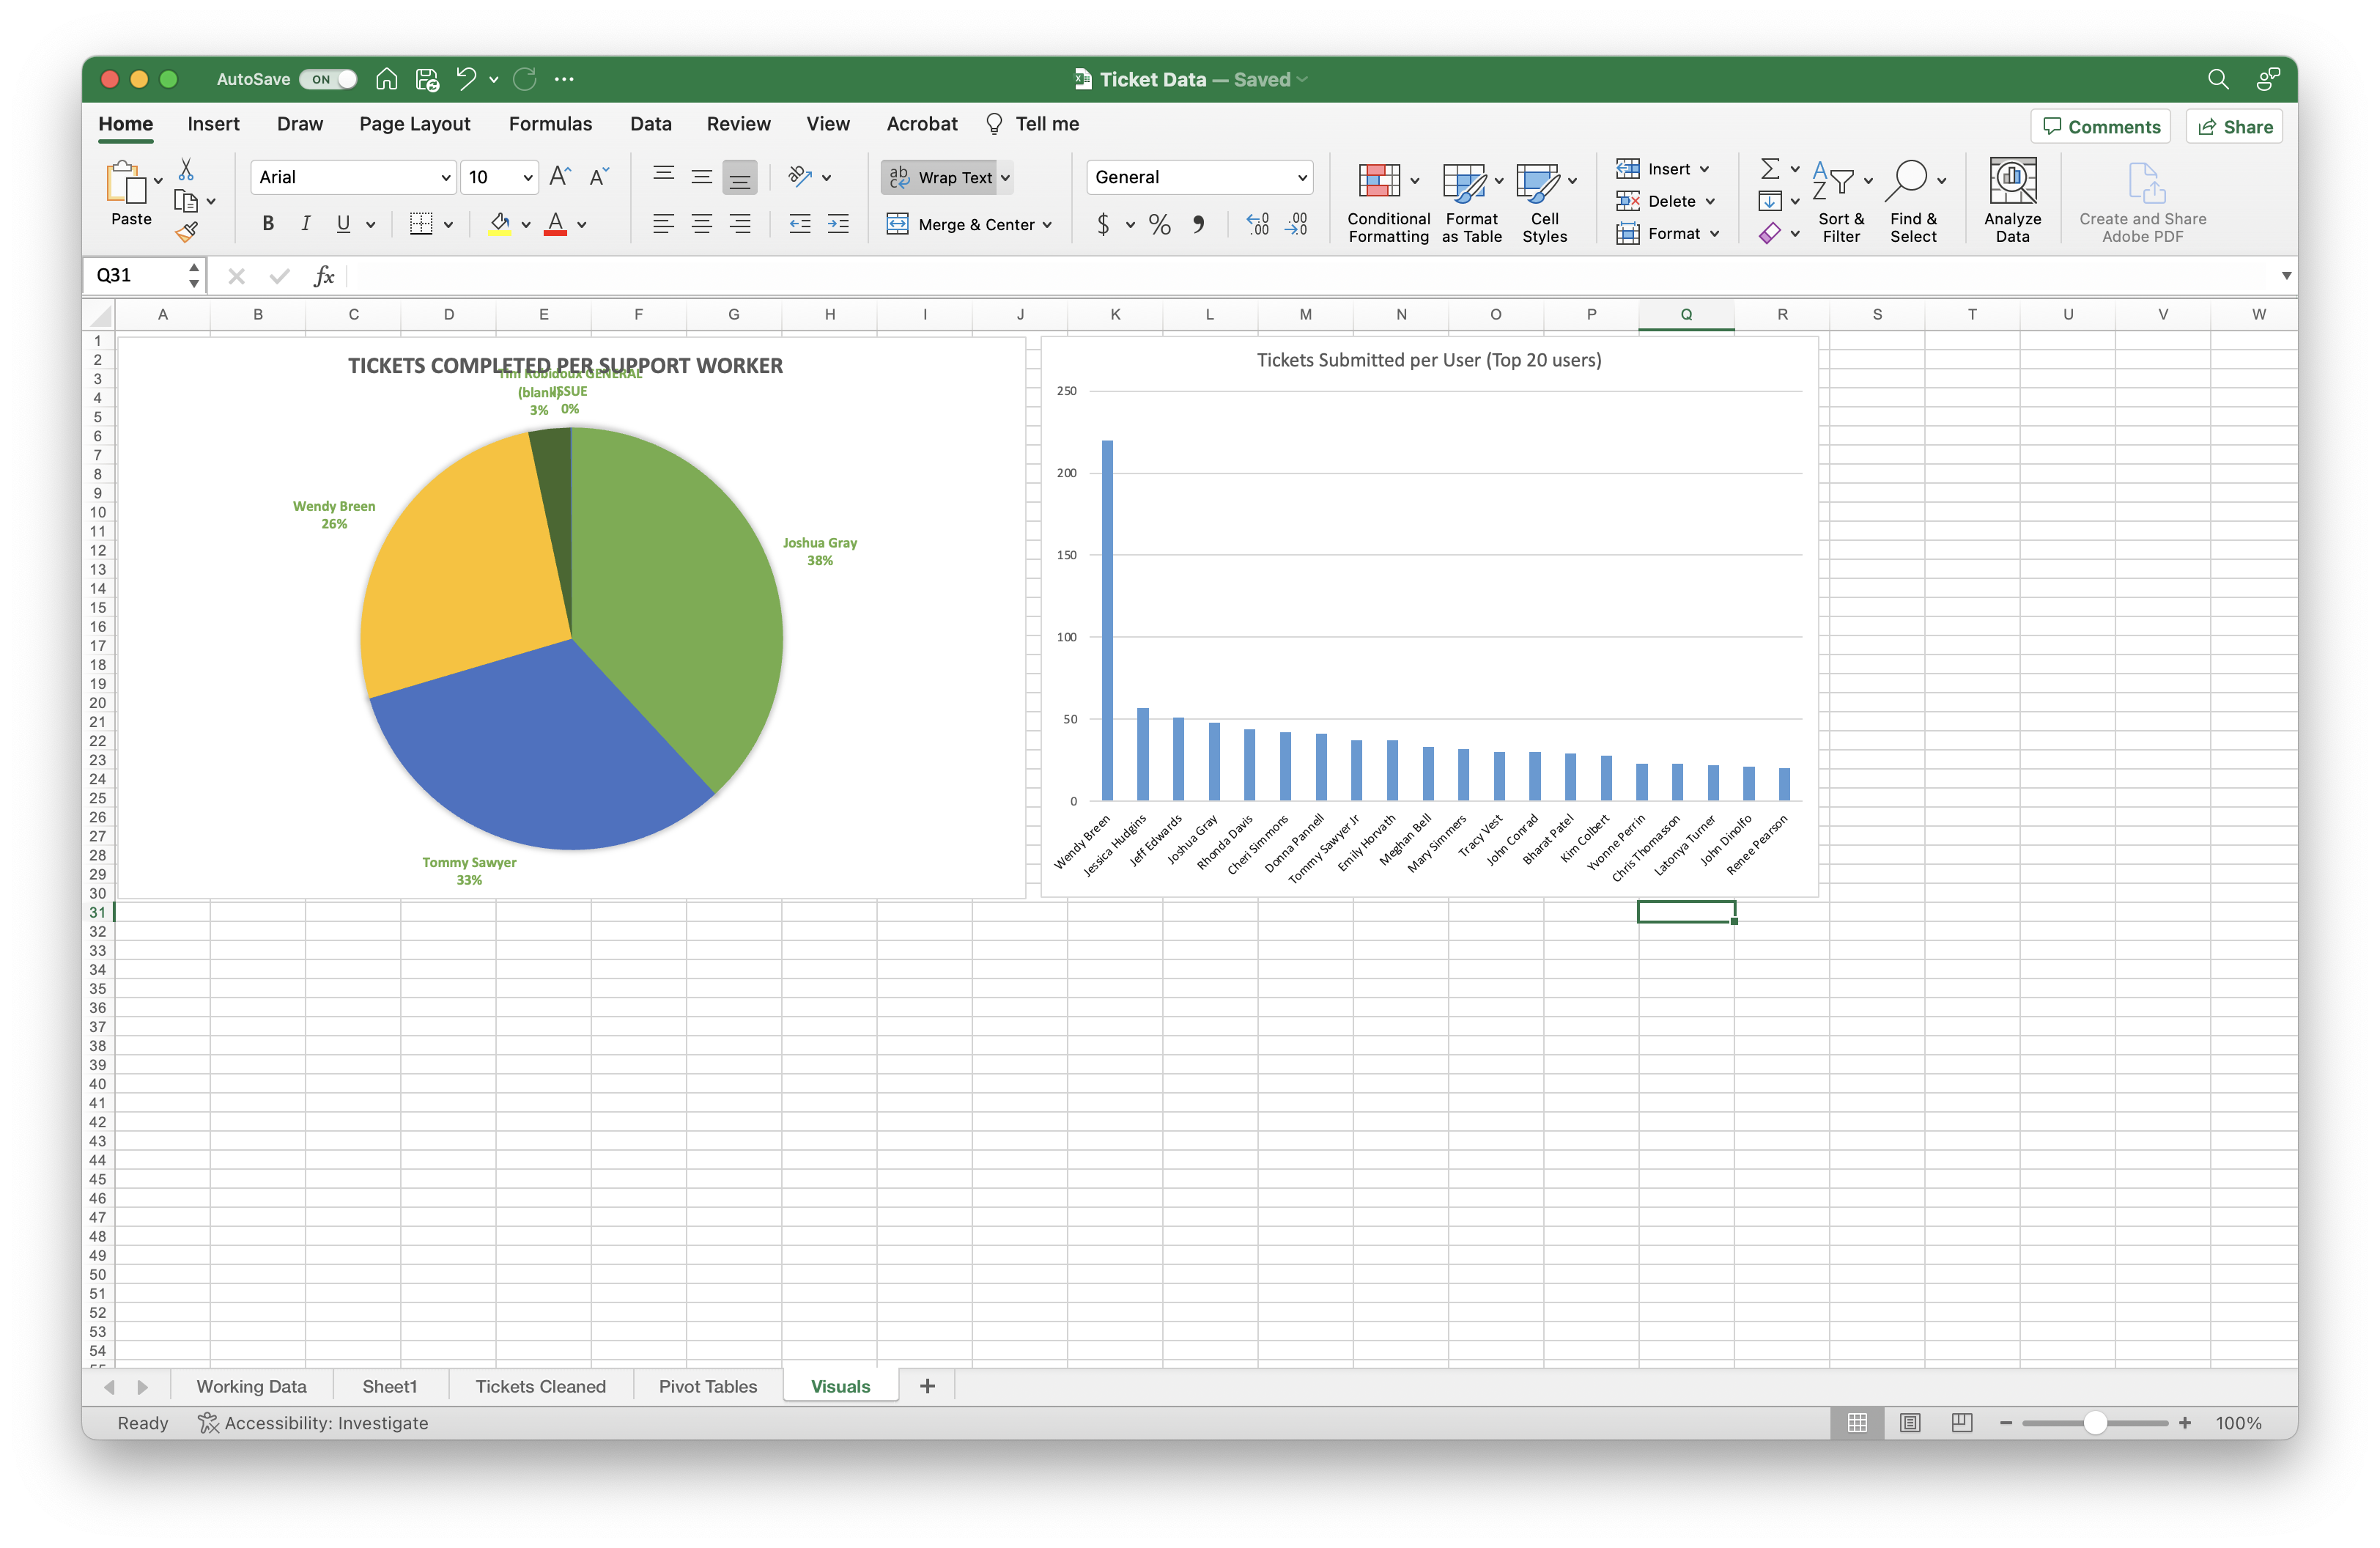 AutoSave ON
Ticket Data — Saved
Home Insert Draw Page Layout Formulas Data Review View Acrobat Tell me
Comments Share
Paste
Arial 10
Wrap Text
General
B I U
Merge & Center
$ % 
Conditional Formatting
Format as Table
Cell Styles
Insert
Delete
Format
Sort & Filter
Find & Select
Analyze Data
Create and Share Adobe PDF
Q31 fx
A B C D E F G H I J K L M N O P Q R S T U V W
1
2
3
4
5
6
7
8
9
10
11
12
13
14
15
16
17
18
19
20
21
22
23
24
25
26
27
28
29
30
31
32
33
34
35
36
37
38
39
40
41
42
43
44
45
46
47
48
49
50
51
52
53
54
55
TICKETS COMPLETED PER SUPPORT WORKER
Tim Robidoux GENERAL
(blank) ISSUE
3% 0%
Wendy Breen
26%
Joshua Gray
38%
Tommy Sawyer
33%
Tickets Submitted per User (Top 20 users)
250
200
150
100
50
0
Wendy Breen
Jessica Hudgins
Jeff Edwards
Joshua Gray
Rhonda Davis
Cheri Simmons
Donna Pannell
Tommy Sawyer Jr
Emily Horvath
Meghan Bell
Mary Simmers
Tracy Vest
John Conrad
Bharat Patel
Kim Colbert
Yvonne Perrin
Chris Thomasson
Latonya Turner
John Dinolfo
Renee Pearson
Working Data Sheet1 Tickets Cleaned Pivot Tables Visuals +
Ready Accessibility: Investigate
100%